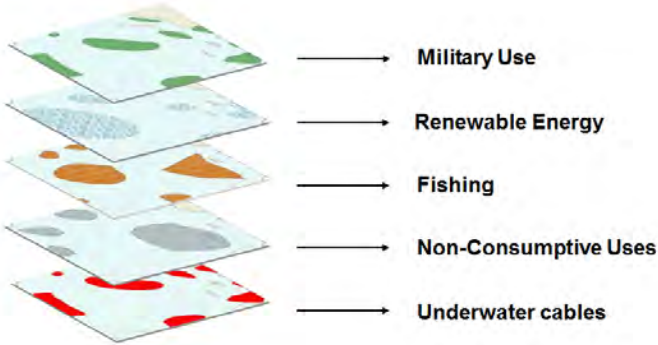 Military Use
Renewable Energy
Fishing
Non-Consumptive Uses
Underwater cables